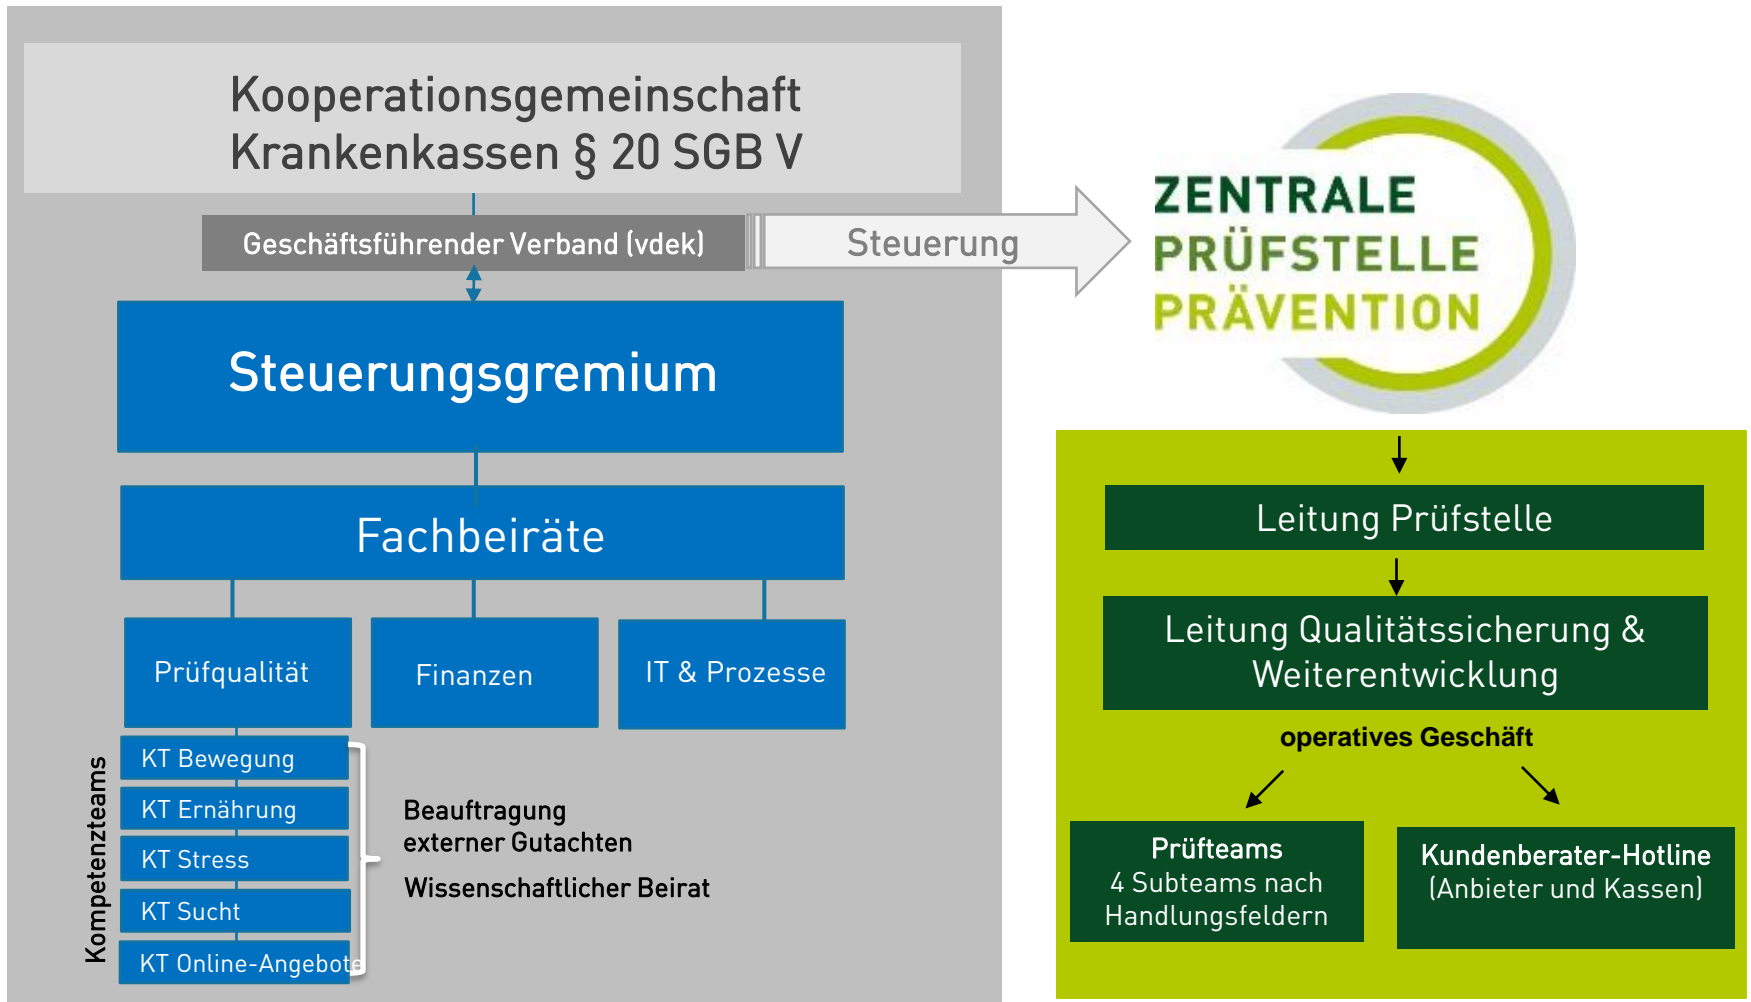 Kooperationsgemeinschaft
Krankenkassen § 20 SGB V
Geschäftsführender Verband (vdek)
Steuerung
ZENTRALE
PRÜFSTELLE
PRÄVENTION
Steuerungsgremium
Fachbeiräte
Prüfqualität
Finanzen
IT & Prozesse
Kompetenzteams
KT Bewegung
KT Ernährung
KT Stress
KT Sucht
KT Online-Angebote
Beauftragung
externer Gutachten
Wissenschaftlicher Beirat
Leitung Prüfstelle
Leitung Qualitätssicherung &
Weiterentwicklung
operatives Geschäft
Prüfteams
4 Subteams nach
Handlungsfeldern
Kundenberater-Hotline
(Anbieter und Kassen)